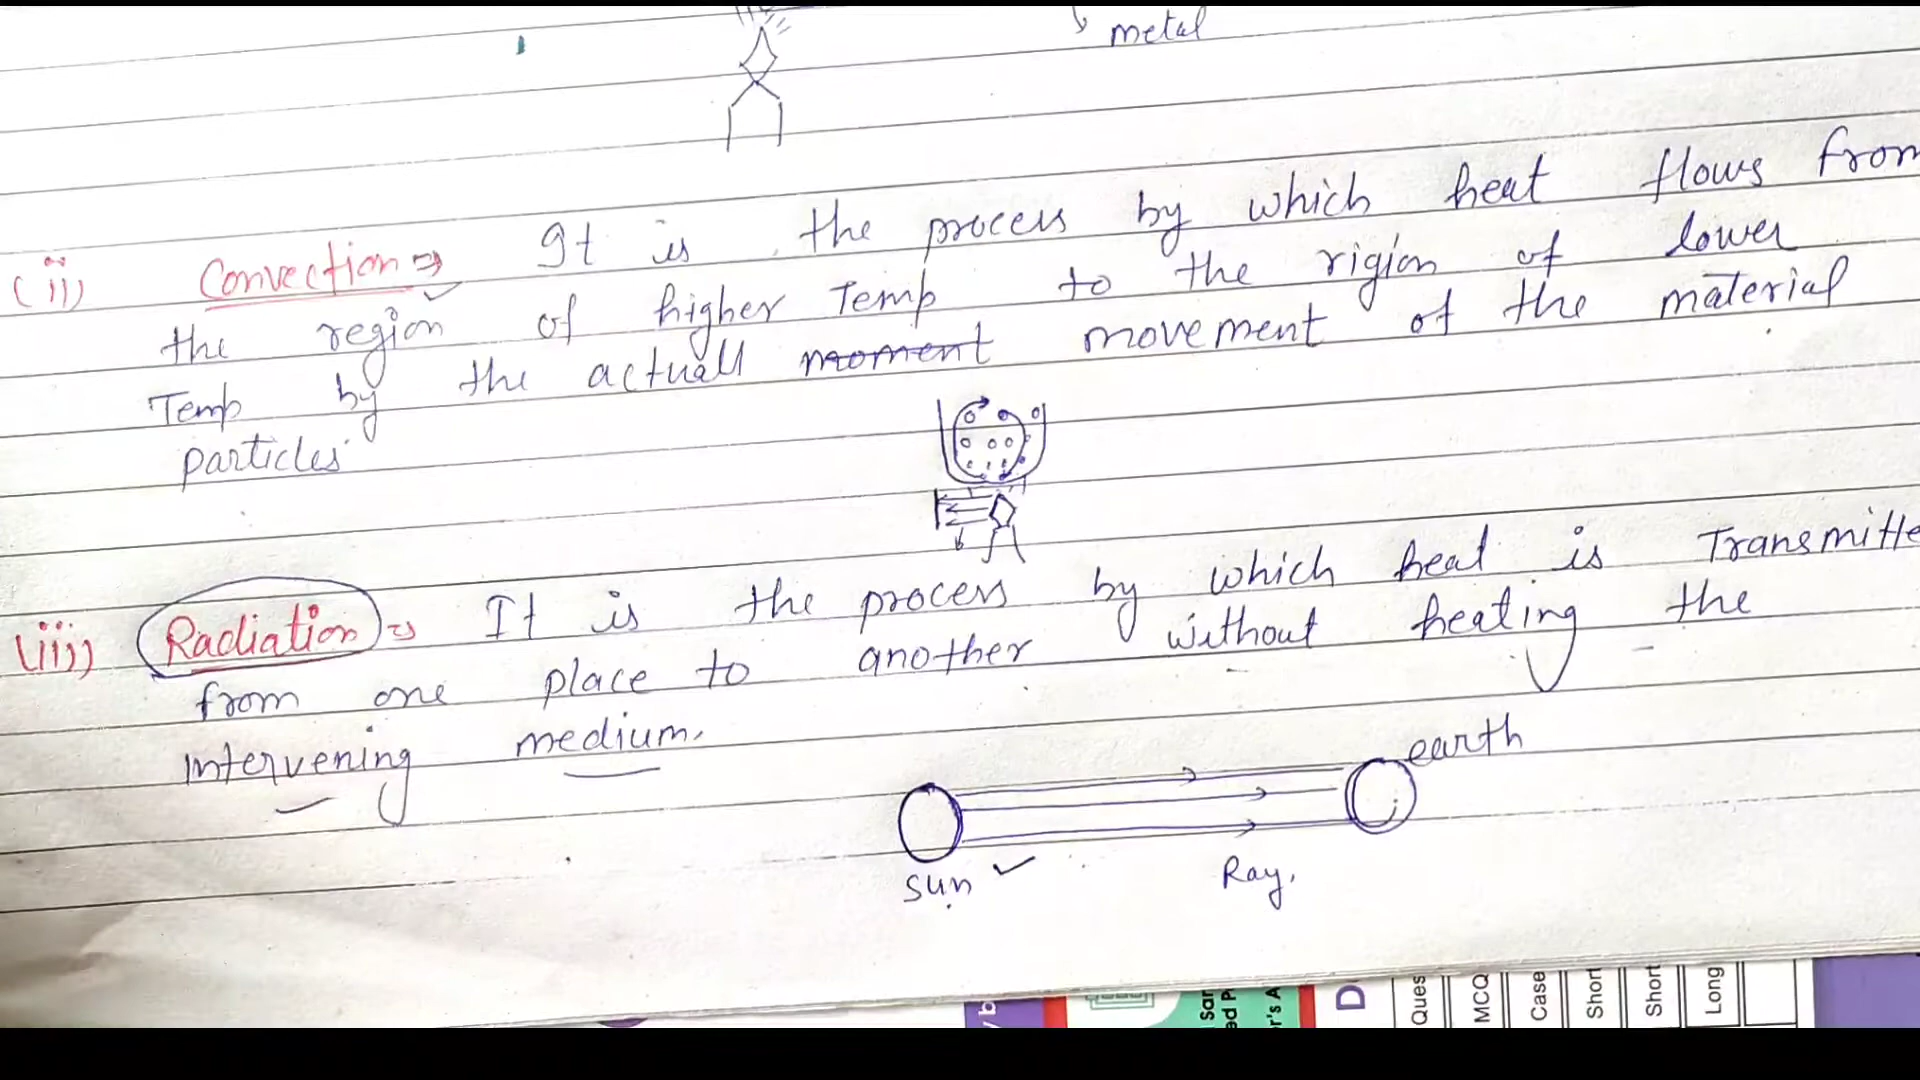 metal
(ii) Convection ⇒ It is the process by which heat flows from
the region of higher Temp to the rigion of lower
Temp by the actuall moment movement of the material
particles
(iii) Radiation ⇒ It is the process by which heat is Transmitte
from one place to another without heating the
intervening medium.
earth
Sun
Ray.
D
Ques
MCQ
Case
Short
Short
Long